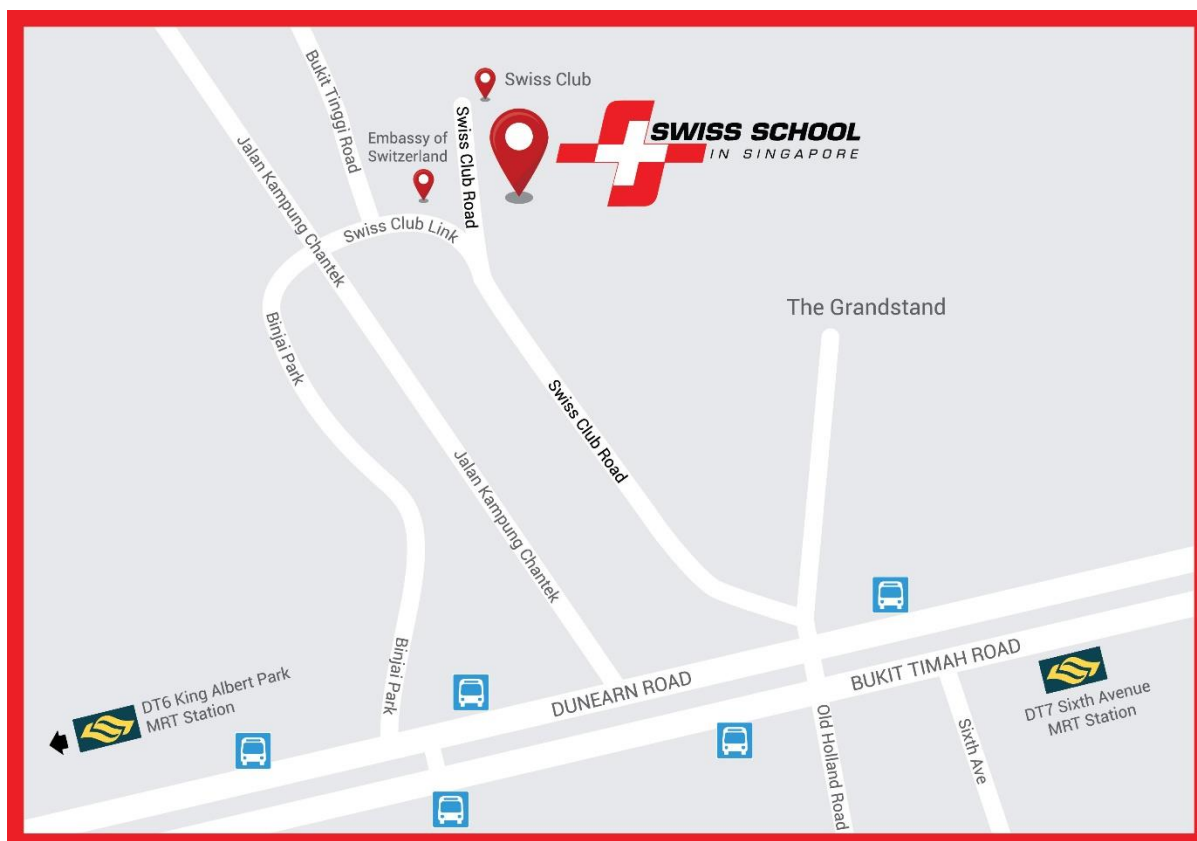 Swiss Club
Bukit Tinggi Road
Embassy of
Switzerland
Swiss Club Road
SWISS SCHOOL
IN SINGAPORE
Jalan Kampung Chantek
Swiss Club Link
The Grandstand
Binjai Park
Swiss Club Road
Jalan Kampung Chantek
Binjai Park
DUNEARN ROAD
BUKIT TIMAH ROAD
DT6 King Albert Park
MRT Station
DT7 Sixth Avenue
MRT Station
Old Holland Road
Sixth Ave